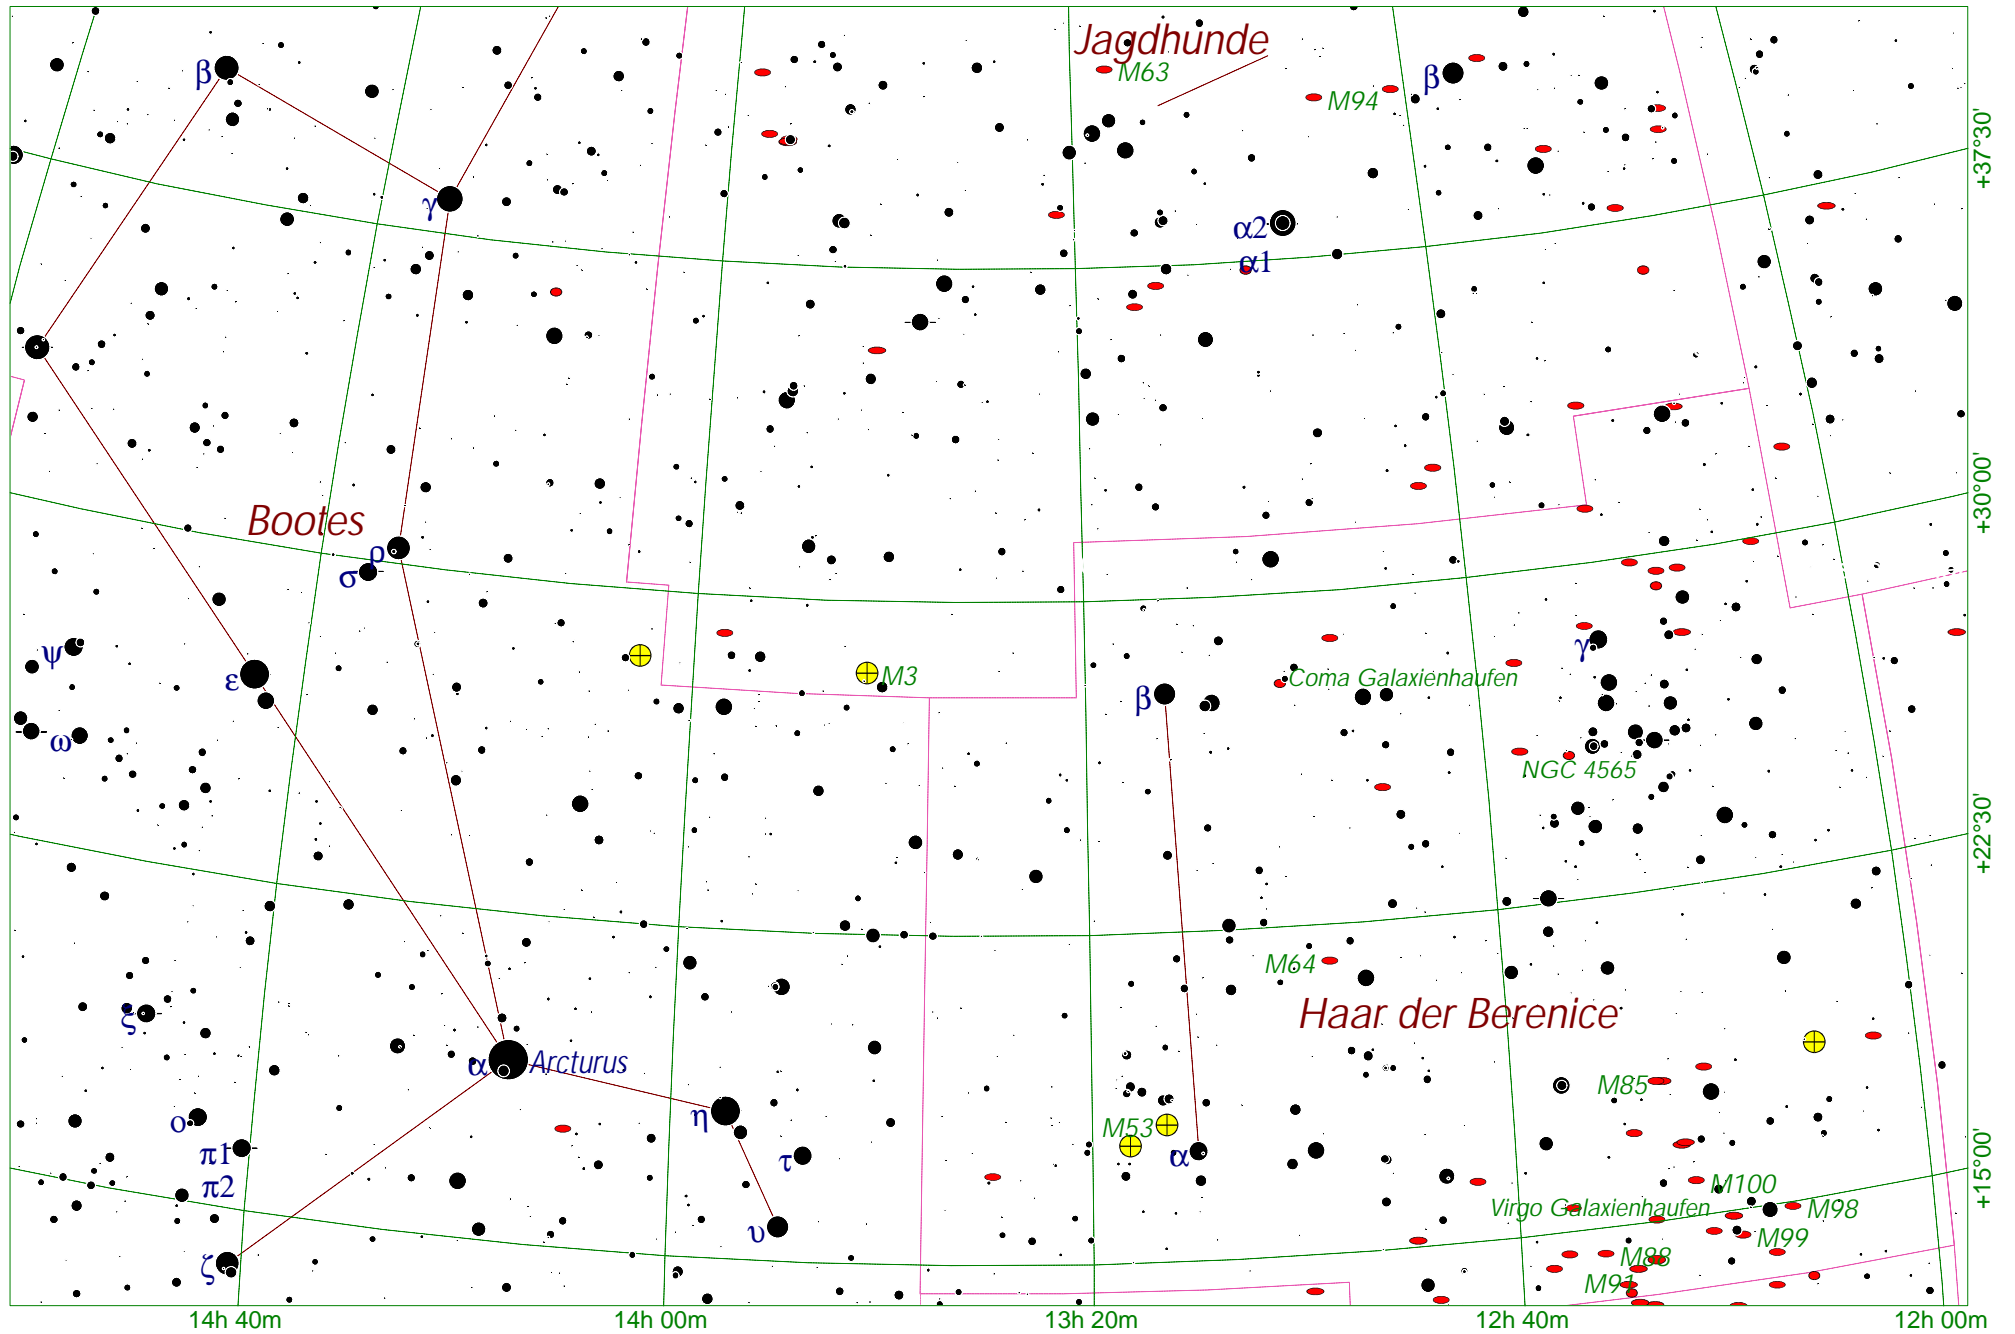 Jagdhunde
β
M63
β
M94
+37°30'
γ
α2
α1
+30°00'
Bootes
ρ
σ
ψ
γ
ε
M3
Coma Galaxienhaufen
β
ω
NGC 4565
+22°30'
M64
Haar der Berenice
ξ
α Arcturus
M85
ο
η
M53
π1
τ
α
π2
M100
+15°00'
Virgo Galaxienhaufen
M98
υ
M99
ζ
M88
M91
14h 40m
14h 00m
13h 20m
12h 40m
12h 00m